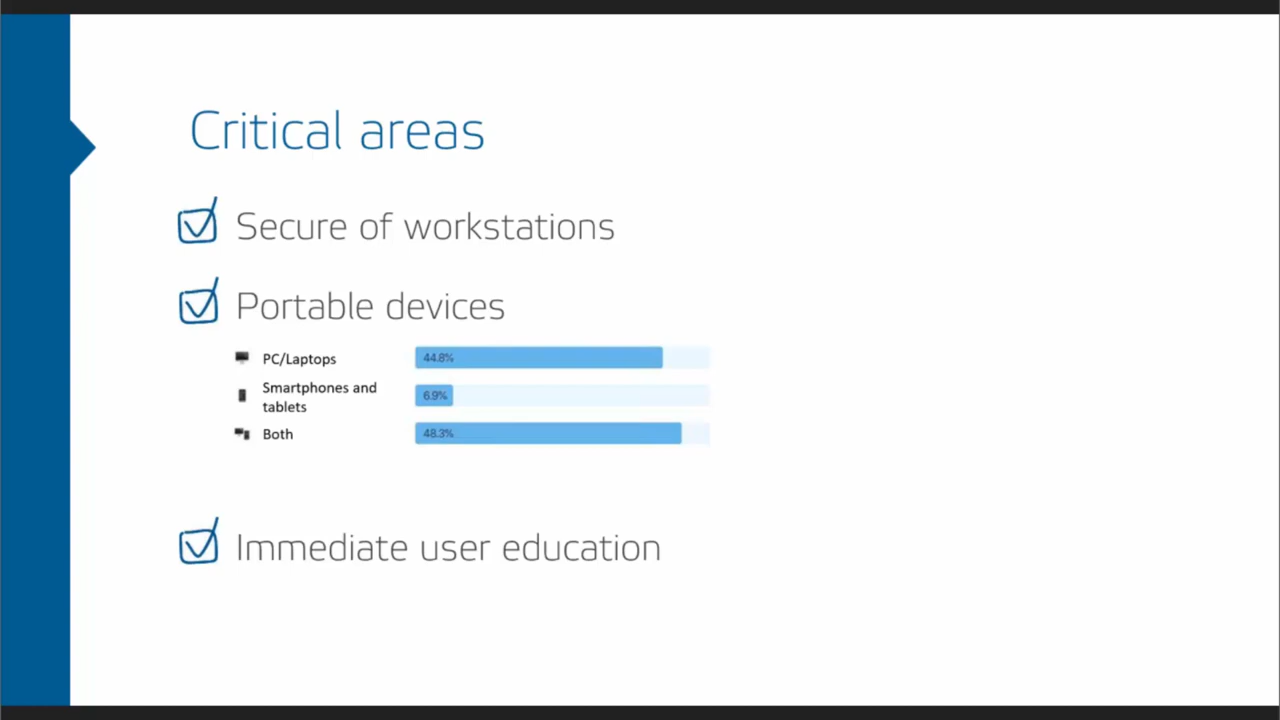 Critical areas
Secure of workstations
Portable devices
PC/Laptops 44.8%
Smartphones and
tablets 6.9%
Both 48.3%
Immediate user education